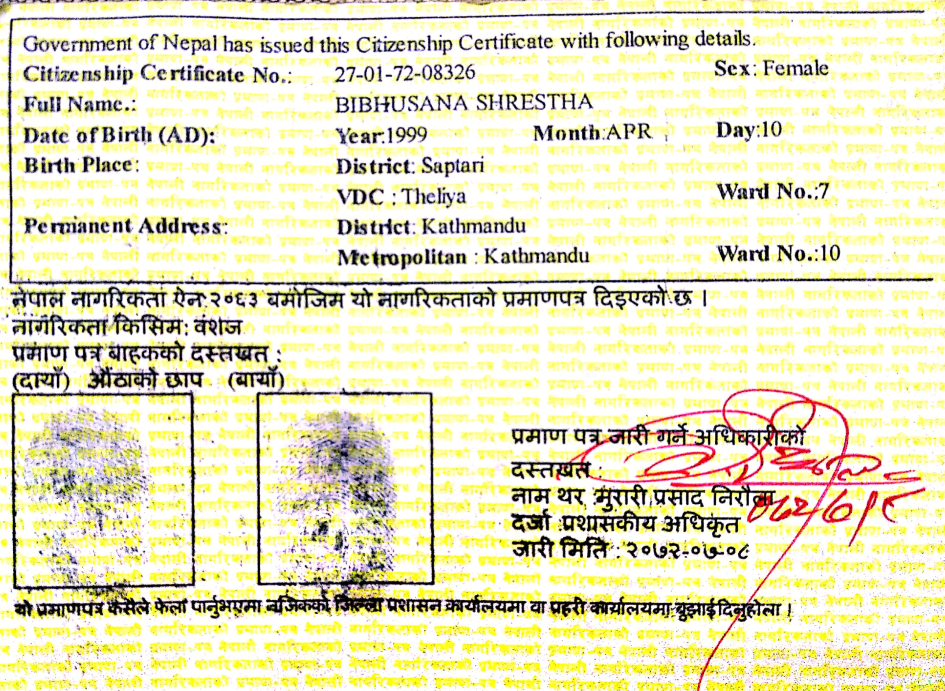 Government of Nepal has issued this Citizenship Certificate with following details.
Citizenship Certificate No.: 27-01-72-08326 Sex: Female
Full Name.: BIBHUSANA SHRESTHA
Date of Birth (AD): Year:1999 Month:APR Day:10
Birth Place: District: Saptari
VDC : Theliya Ward No.:7
Permanent Address: District: Kathmandu
Metropolitan : Kathmandu Ward No.:10
नेपाल नागरिकता ऐन २०६३ बमोजिम यो नागरिकताको प्रमाणपत्र दिइएको छ ।
नागरिकता किसिम: वंशज
प्रमाण पत्र बाहकको दस्तखत :
(दायाँ) औंठाको छाप (बायाँ)
प्रमाण पत्र जारी गर्ने अधिकारीको
दस्तखत :
नाम थर मुरारी प्रसाद निरौला
दर्जा प्रशासकीय अधिकृत
जारी मिति : २०७२-०७-०८
यो प्रमाणपत्र कसैले फेला पार्नुभएमा नजिकको जिल्ला प्रशासन कार्यालयमा वा प्रहरी कार्यालयमा बुझाई दिनुहोला ।